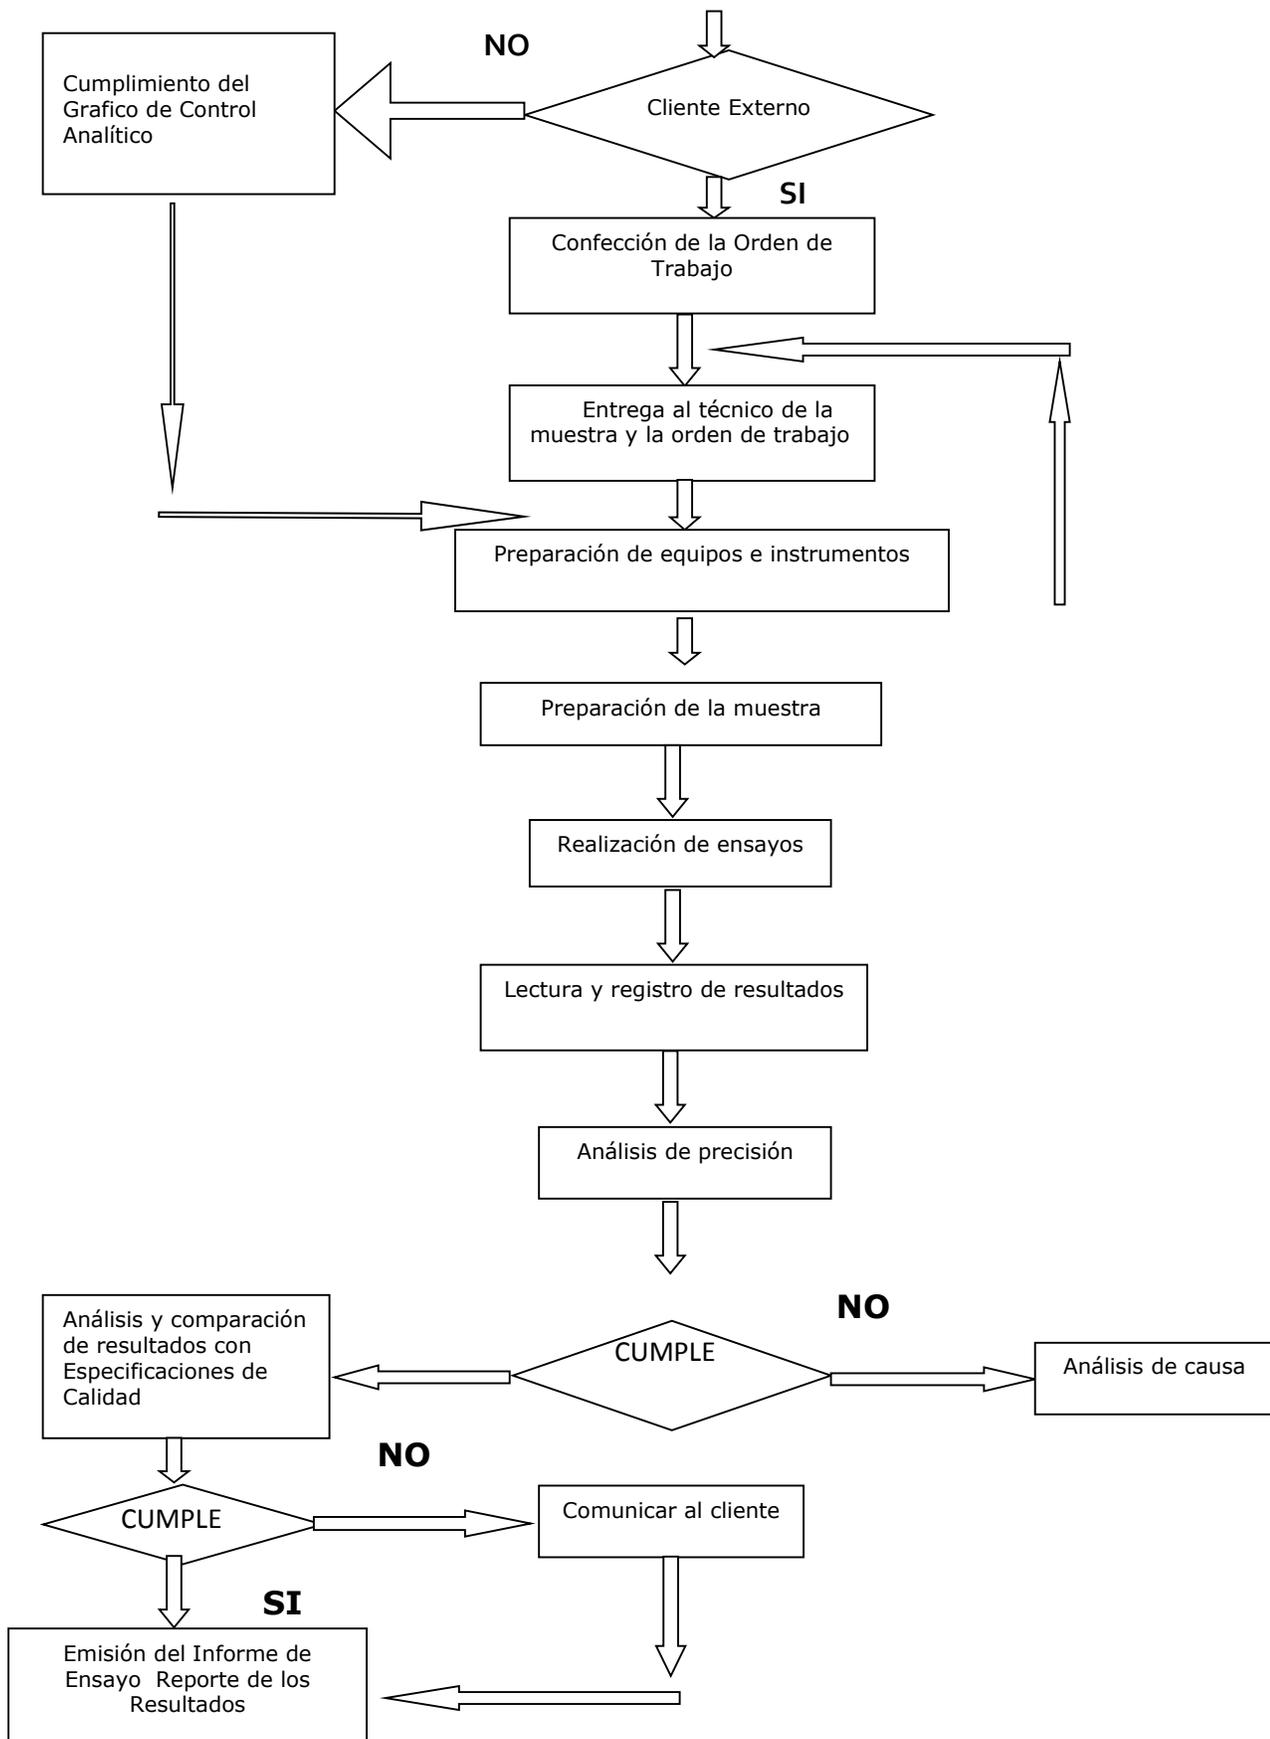 NO
Cumplimiento del
Grafico de Control
Analítico
Cliente Externo
SI
Confección de la Orden de
Trabajo
Entrega al técnico de la
muestra y la orden de trabajo
Preparación de equipos e instrumentos
Preparación de la muestra
Realización de ensayos
Lectura y registro de resultados
Análisis de precisión
Análisis y comparación
de resultados con
Especificaciones de
Calidad
CUMPLE
NO
Análisis de causa
NO
CUMPLE
Comunicar al cliente
SI
Emisión del Informe de
Ensayo  Reporte de los
Resultados